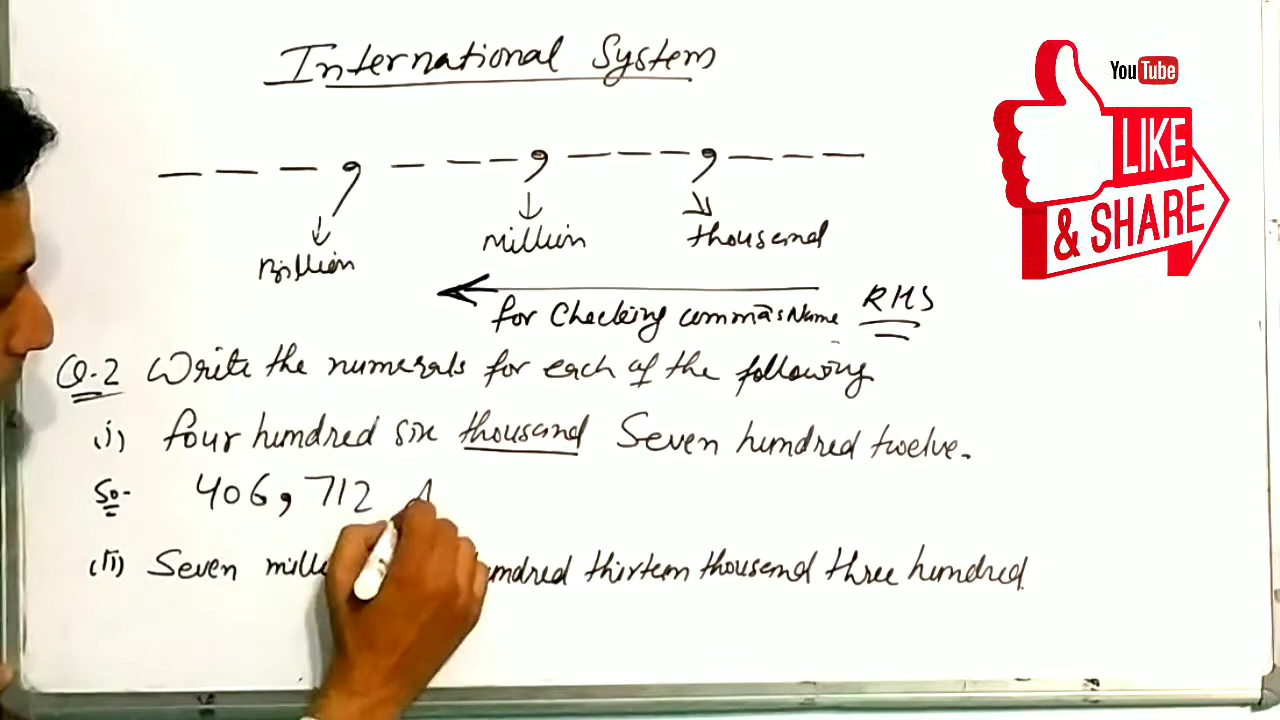 International System
YouTube
LIKE
& SHARE
— — — , — — — , — — — , — — —
Billion million thousand
for Checking commas Name RHS
Q.2 Write the numerals for each of the following
(i) four hundred six thousand Seven hundred twelve.
So:- 406,712
(ii) Seven hundred thirteen thousand three hundred